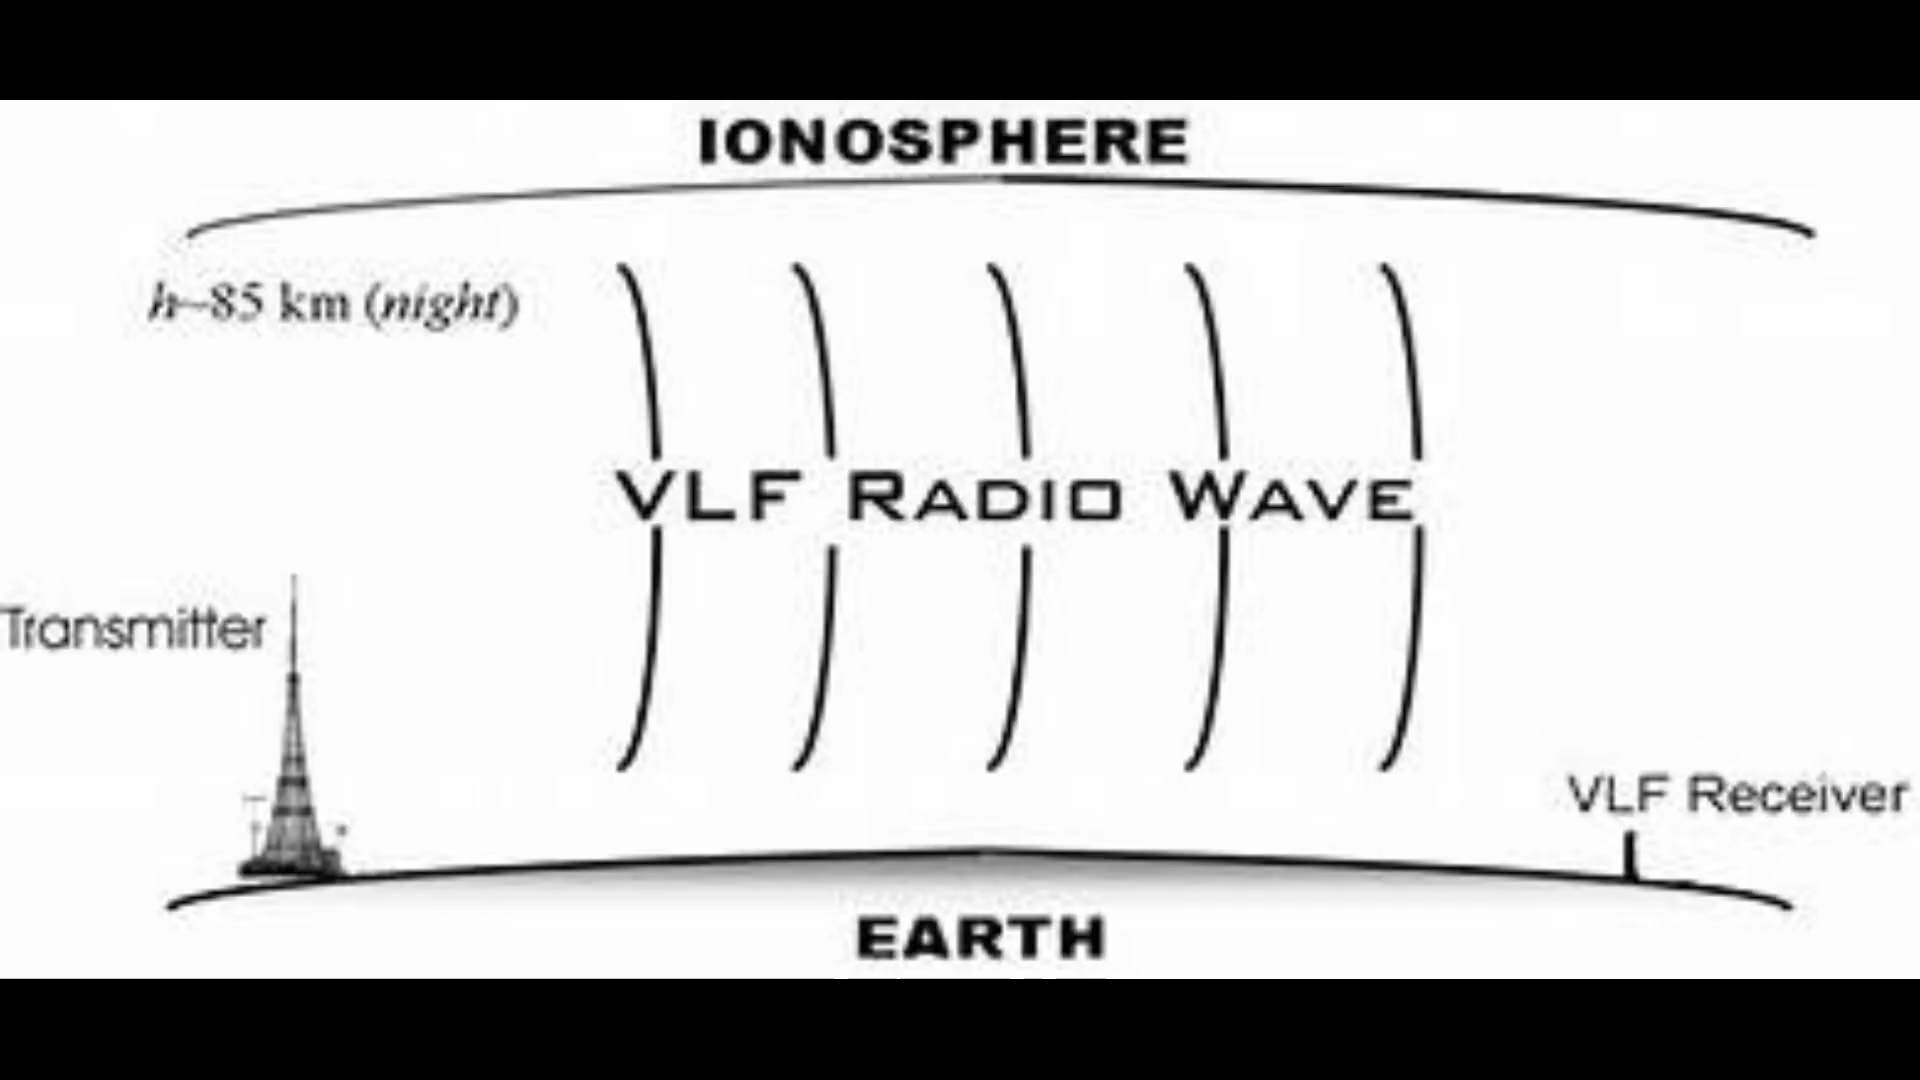 IONOSPHERE
h~85 km (night)
VLF RADIO WAVE
Transmitter
VLF Receiver
EARTH